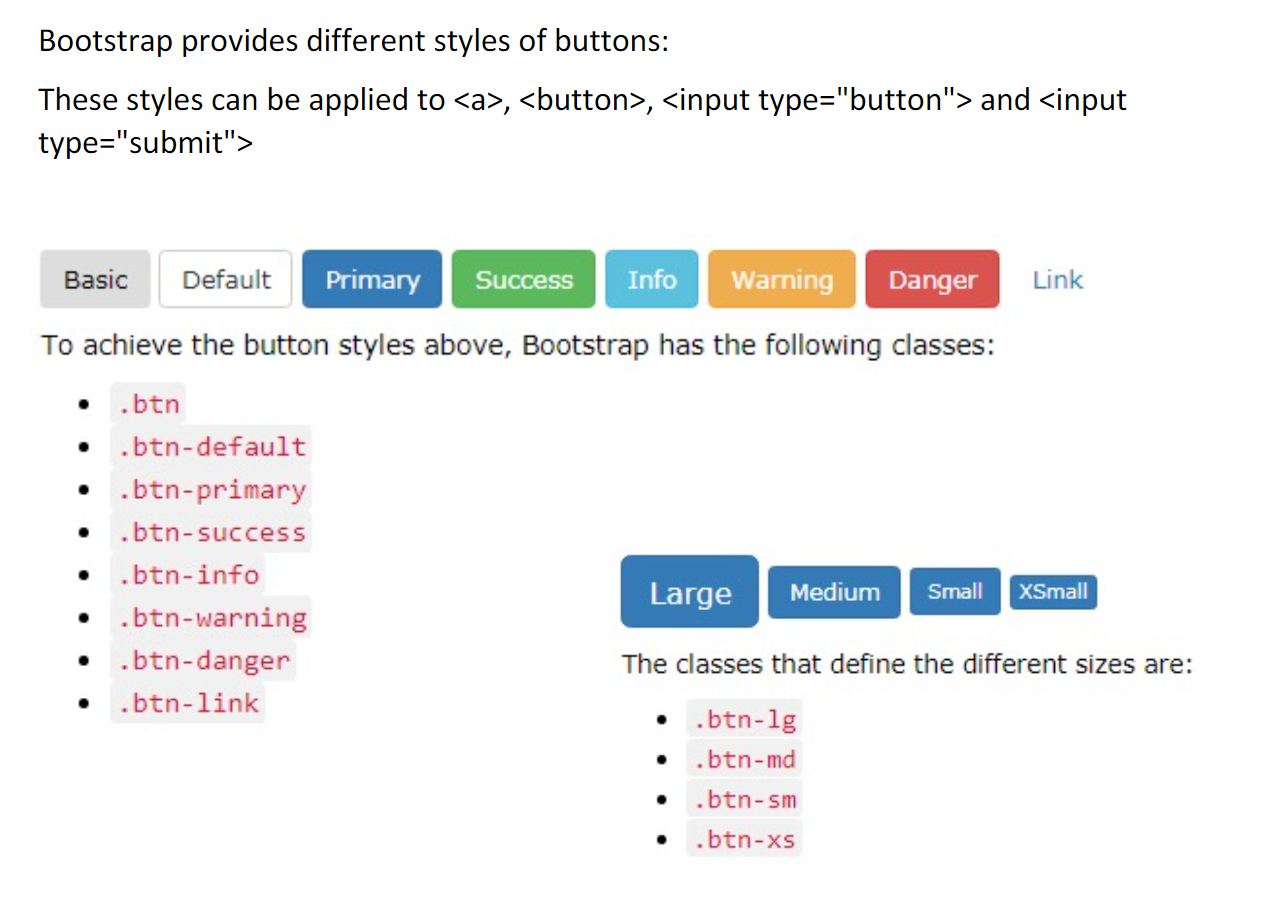 Bootstrap provides different styles of buttons:
These styles can be applied to <a>, <button>, <input type="button"> and <input
type="submit">
Basic Default Primary Success Info Warning Danger Link
To achieve the button styles above, Bootstrap has the following classes:
.btn
.btn-default
.btn-primary
.btn-success
.btn-info
.btn-warning
.btn-danger
.btn-link
Large Medium Small XSmall
The classes that define the different sizes are:
.btn-lg
.btn-md
.btn-sm
.btn-xs